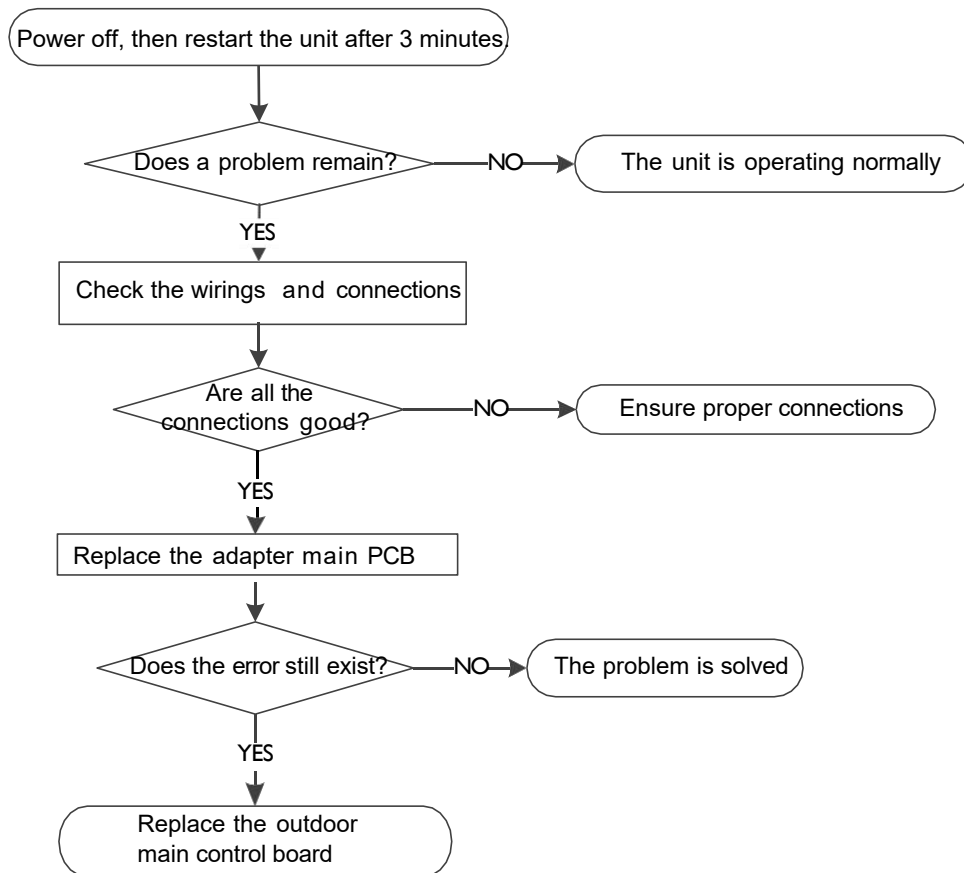 Power off, then restart the unit after 3 minutes.
Does a problem remain?
NO
The unit is operating normally
YES
Check the wirings and connections
Are all the
connections good?
NO
Ensure proper connections
YES
Replace the adapter main PCB
Does the error still exist?
NO
The problem is solved
YES
Replace the outdoor
main control board